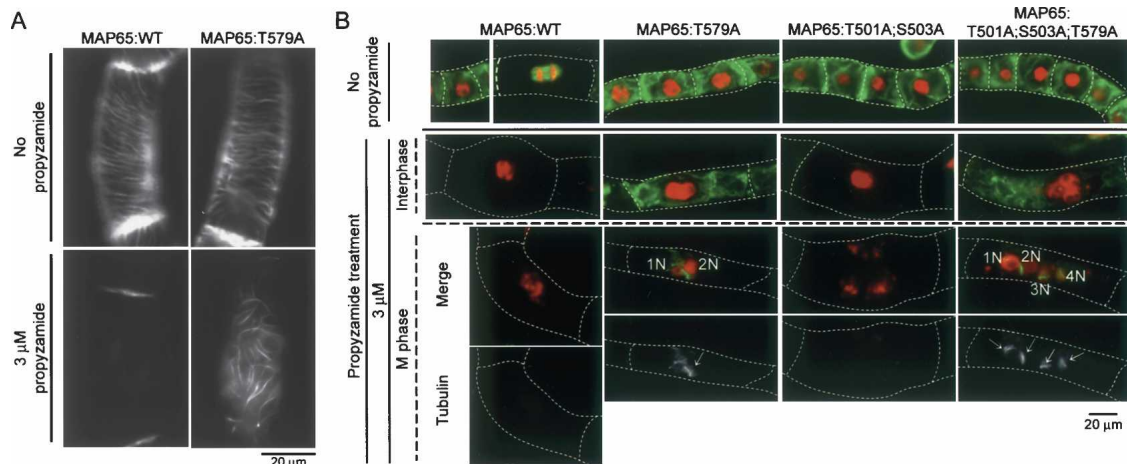 A
MAP65:WT
MAP65:T579A
No
propyzamide
3 µM
propyzamide
20 µm
B
MAP65:WT
MAP65:T579A
MAP65:T501A;S503A
MAP65:
T501A;S503A;T579A
No
propyzamide
Propyzamide treatment
3 µM
Interphase
M phase
Merge
1N
2N
1N
2N
3N
4N
Tubulin
20 µm